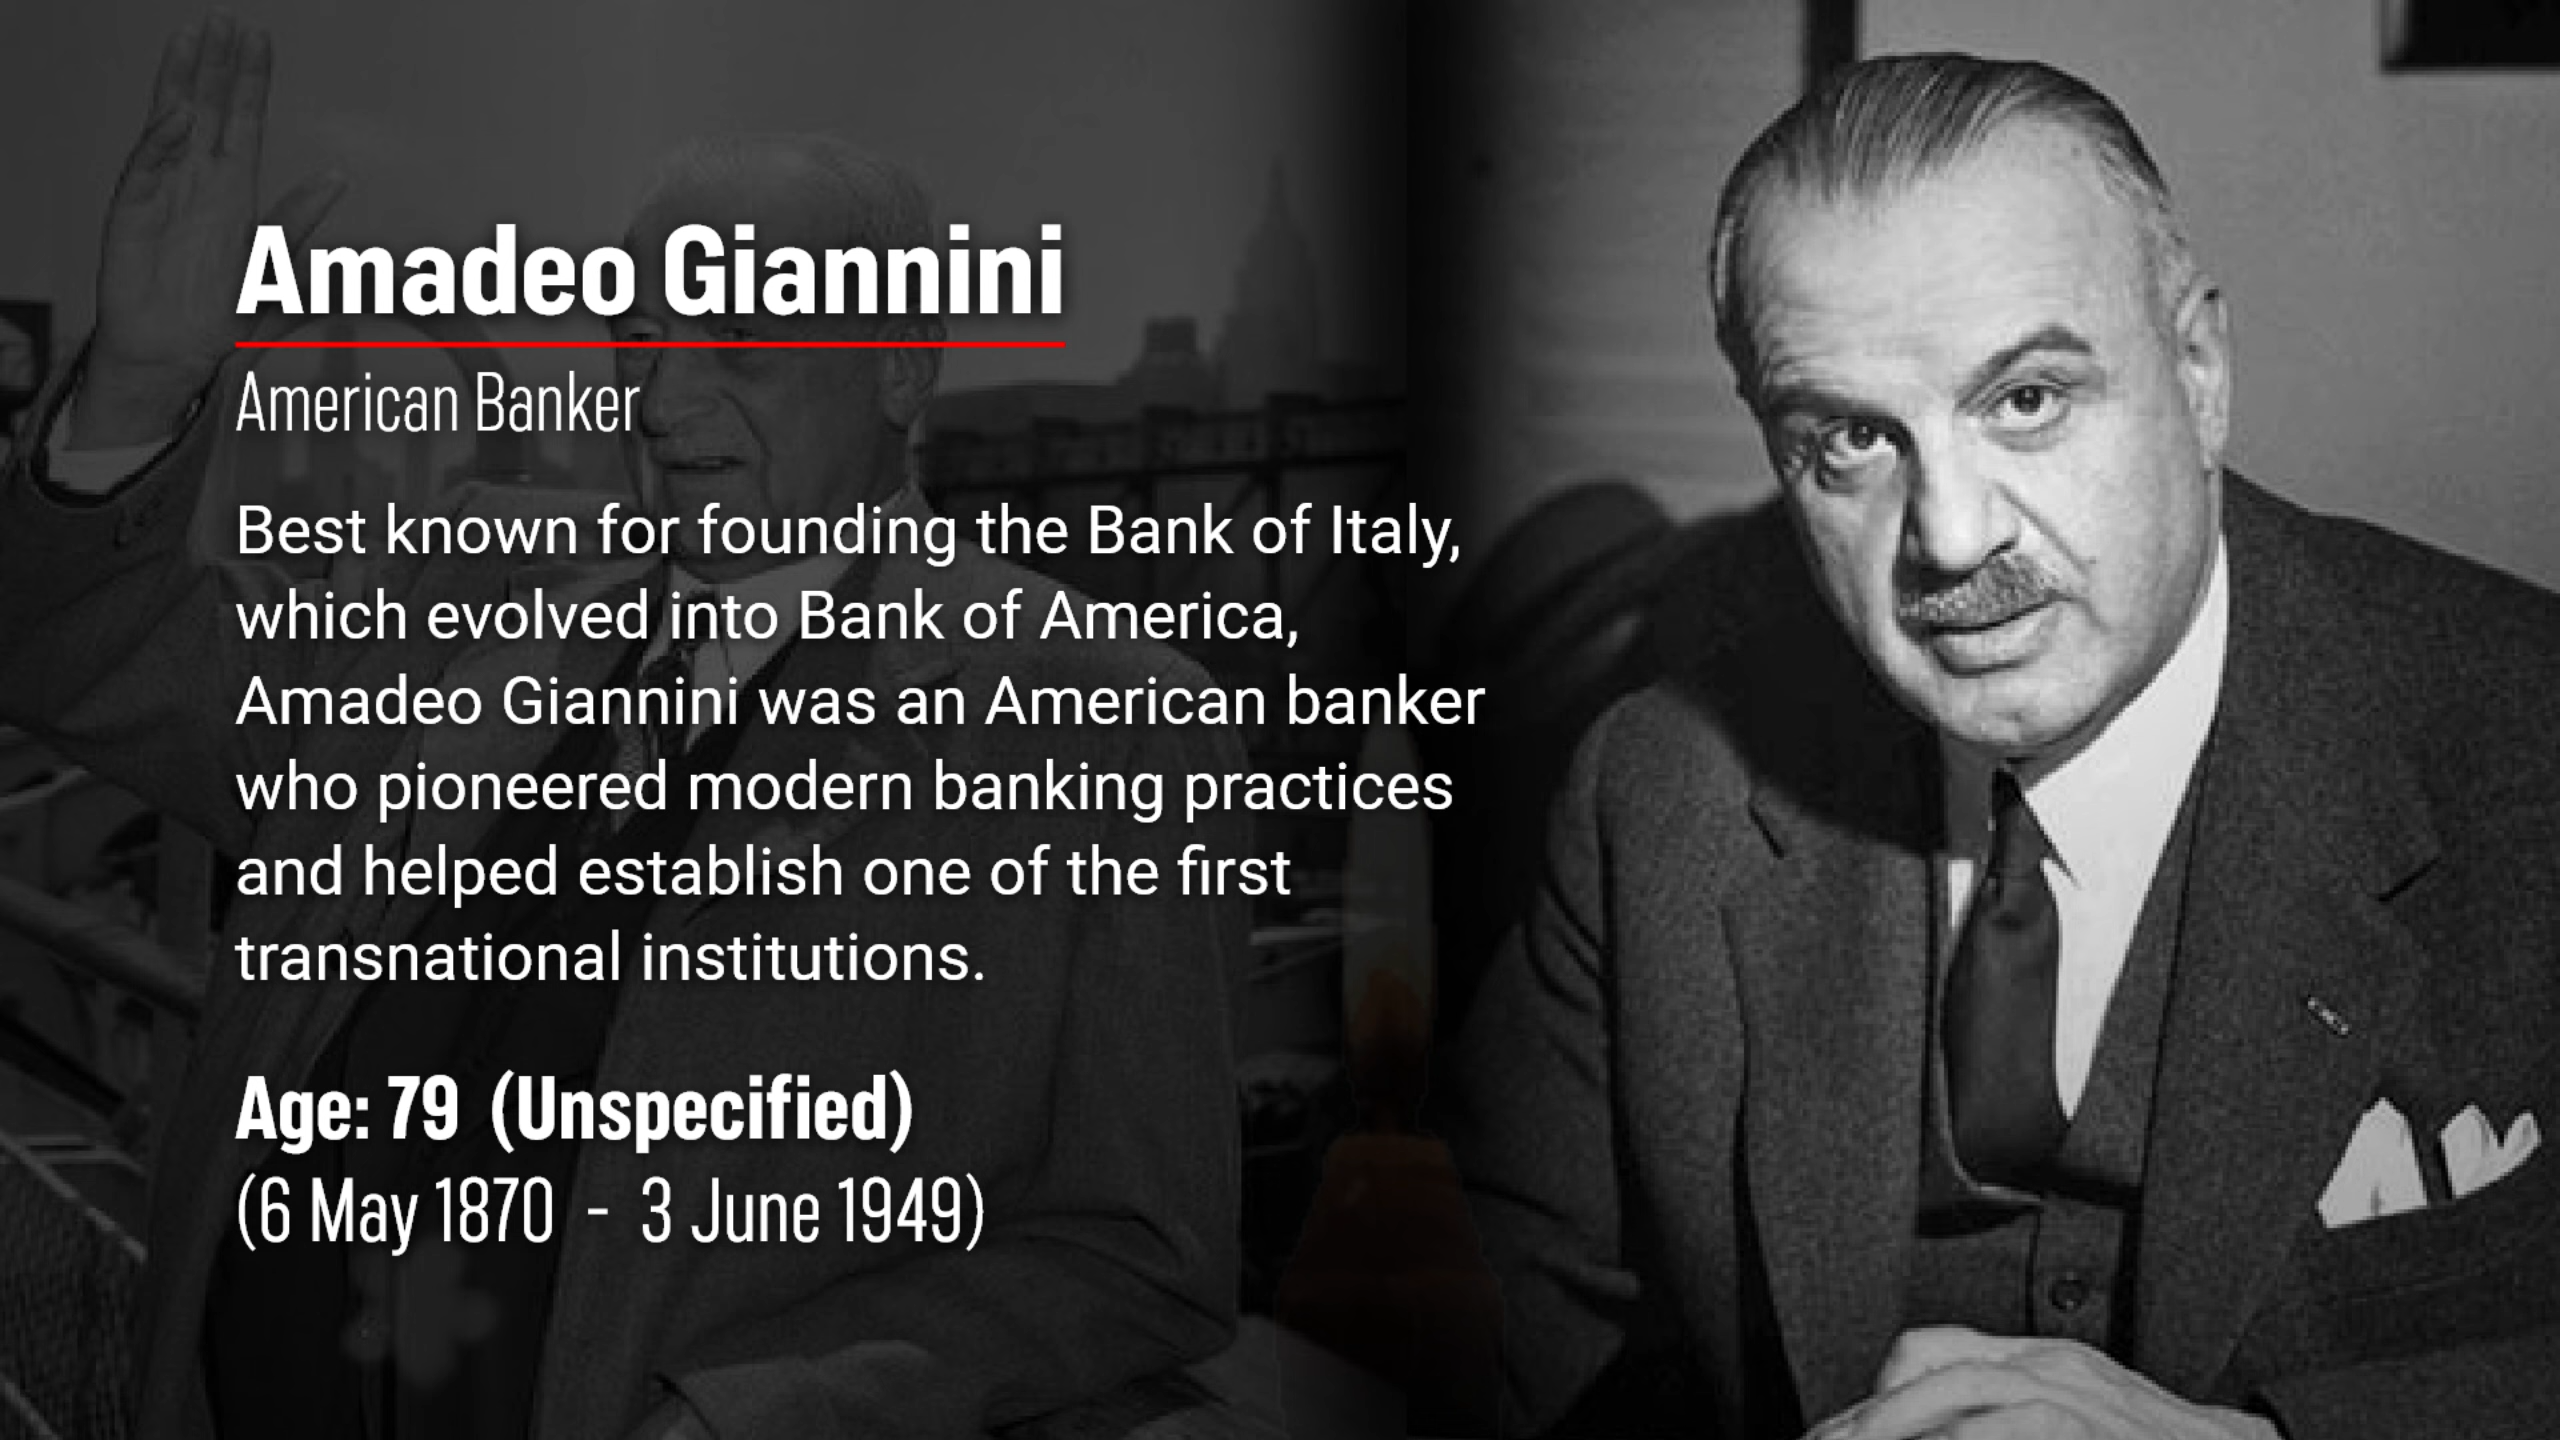 Amadeo Giannini
American Banker
Best known for founding the Bank of Italy,
which evolved into Bank of America,
Amadeo Giannini was an American banker
who pioneered modern banking practices
and helped establish one of the first
transnational institutions.
Age: 79 (Unspecified)
(6 May 1870 - 3 June 1949)